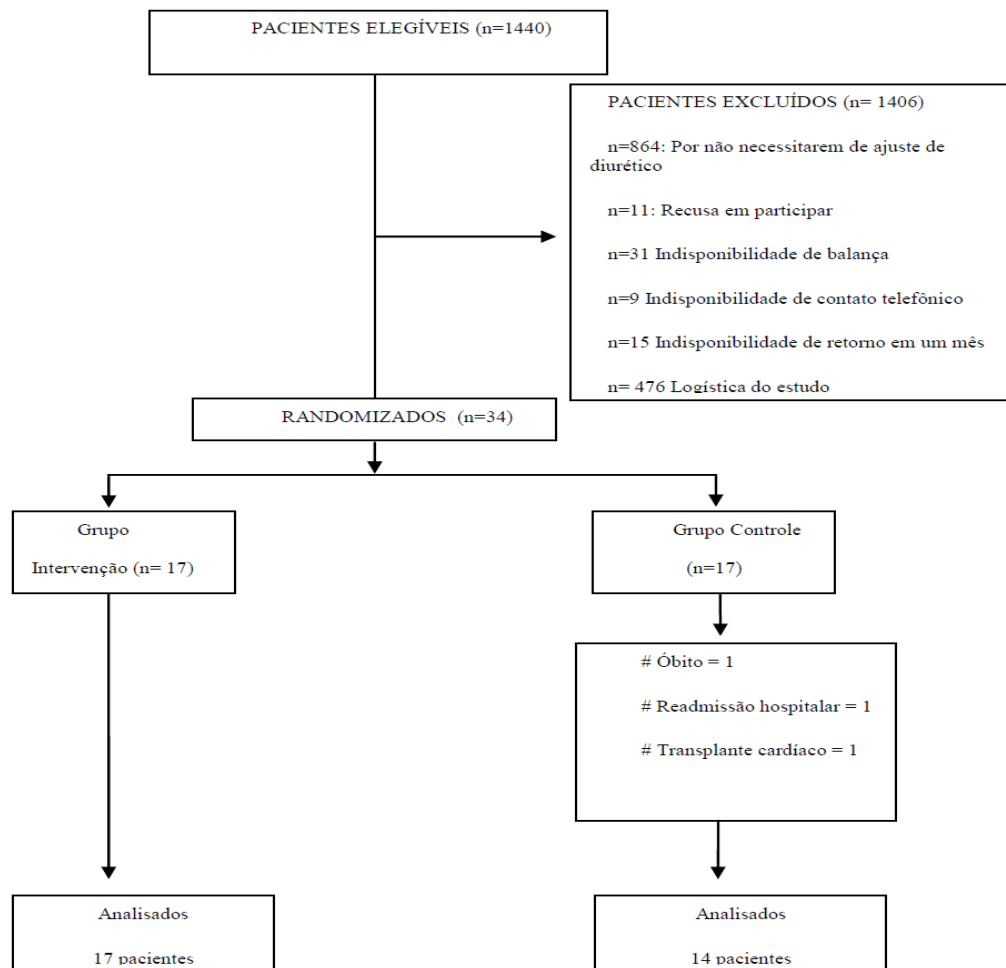 PACIENTES ELEGÍVEIS (n=1440)
PACIENTES EXCLUÍDOS (n= 1406)
n=864: Por não necessitarem de ajuste de
diurético
n=11: Recusa em participar
n=31 Indisponibilidade de balança
n=9 Indisponibilidade de contato telefônico
n=15 Indisponibilidade de retorno em um mês
n= 476 Logística do estudo
RANDOMIZADOS (n=34)
Grupo
Intervenção (n= 17)
Grupo Controle
(n=17)
# Óbito = 1
# Readmissão hospitalar = 1
# Transplante cardíaco = 1
Analisados
17 pacientes
Analisados
14 pacientes